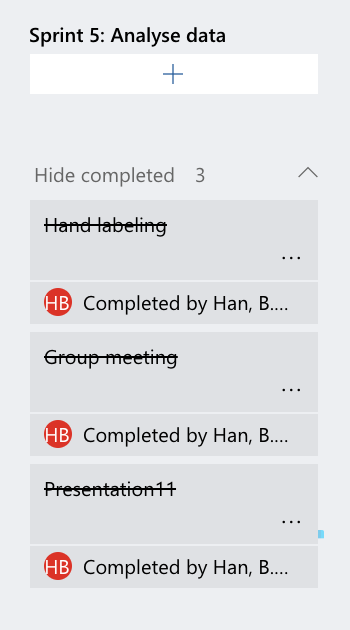 Sprint 5: Analyse data
Hide completed 3
Hand labeling
...
HB Completed by Han, B....
Group meeting
...
HB Completed by Han, B....
Presentation11
...
HB Completed by Han, B....